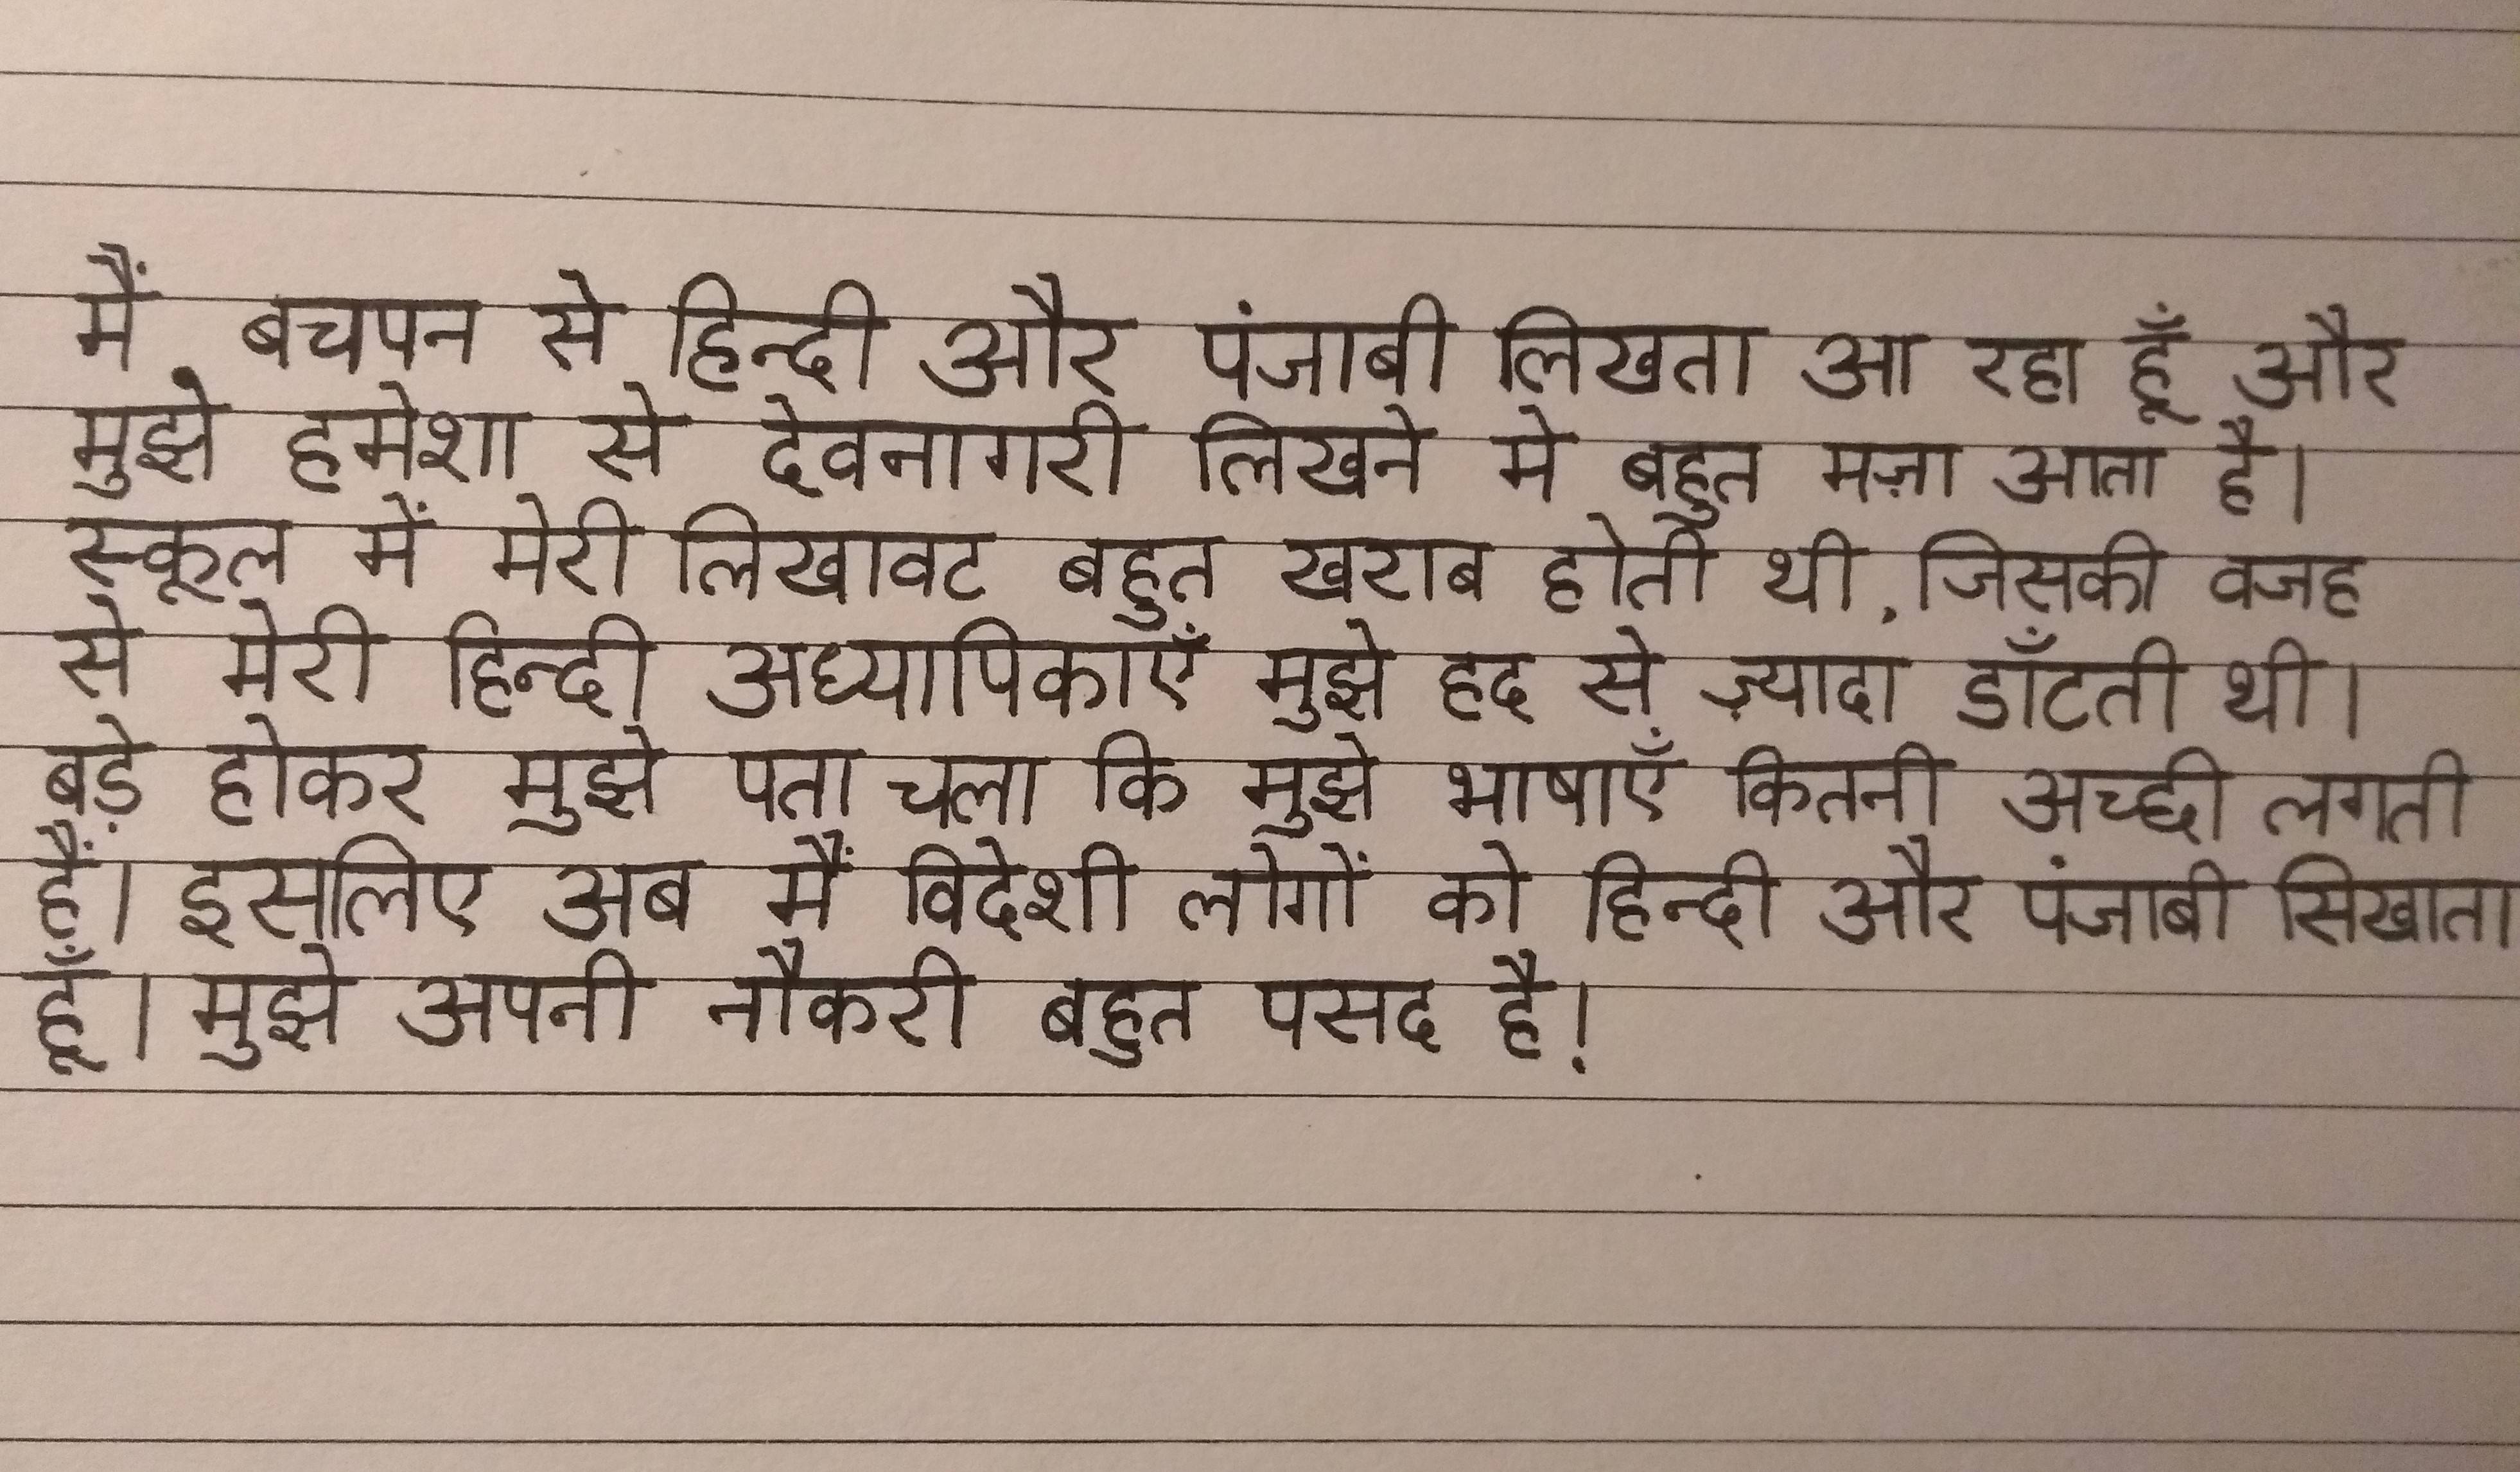 मैं बचपन से हिन्दी और पंजाबी लिखता आ रहा हूँ और
मुझे हमेशा से देवनागरी लिखने मे बहुत मज़ा आता है।
स्कूल में मेरी लिखावट बहुत खराब होती थी, जिसकी वजह
से मेरी हिन्दी अध्यापिकाएँ मुझे हद से ज़्यादा डाँटती थी।
बड़े होकर मुझे पता चला कि मुझे भाषाएँ कितनी अच्छी लगती
हैं। इसलिए अब मैं विदेशी लोगों को हिन्दी और पंजाबी सिखाता
हूँ। मुझे अपनी नौकरी बहुत पसद है!